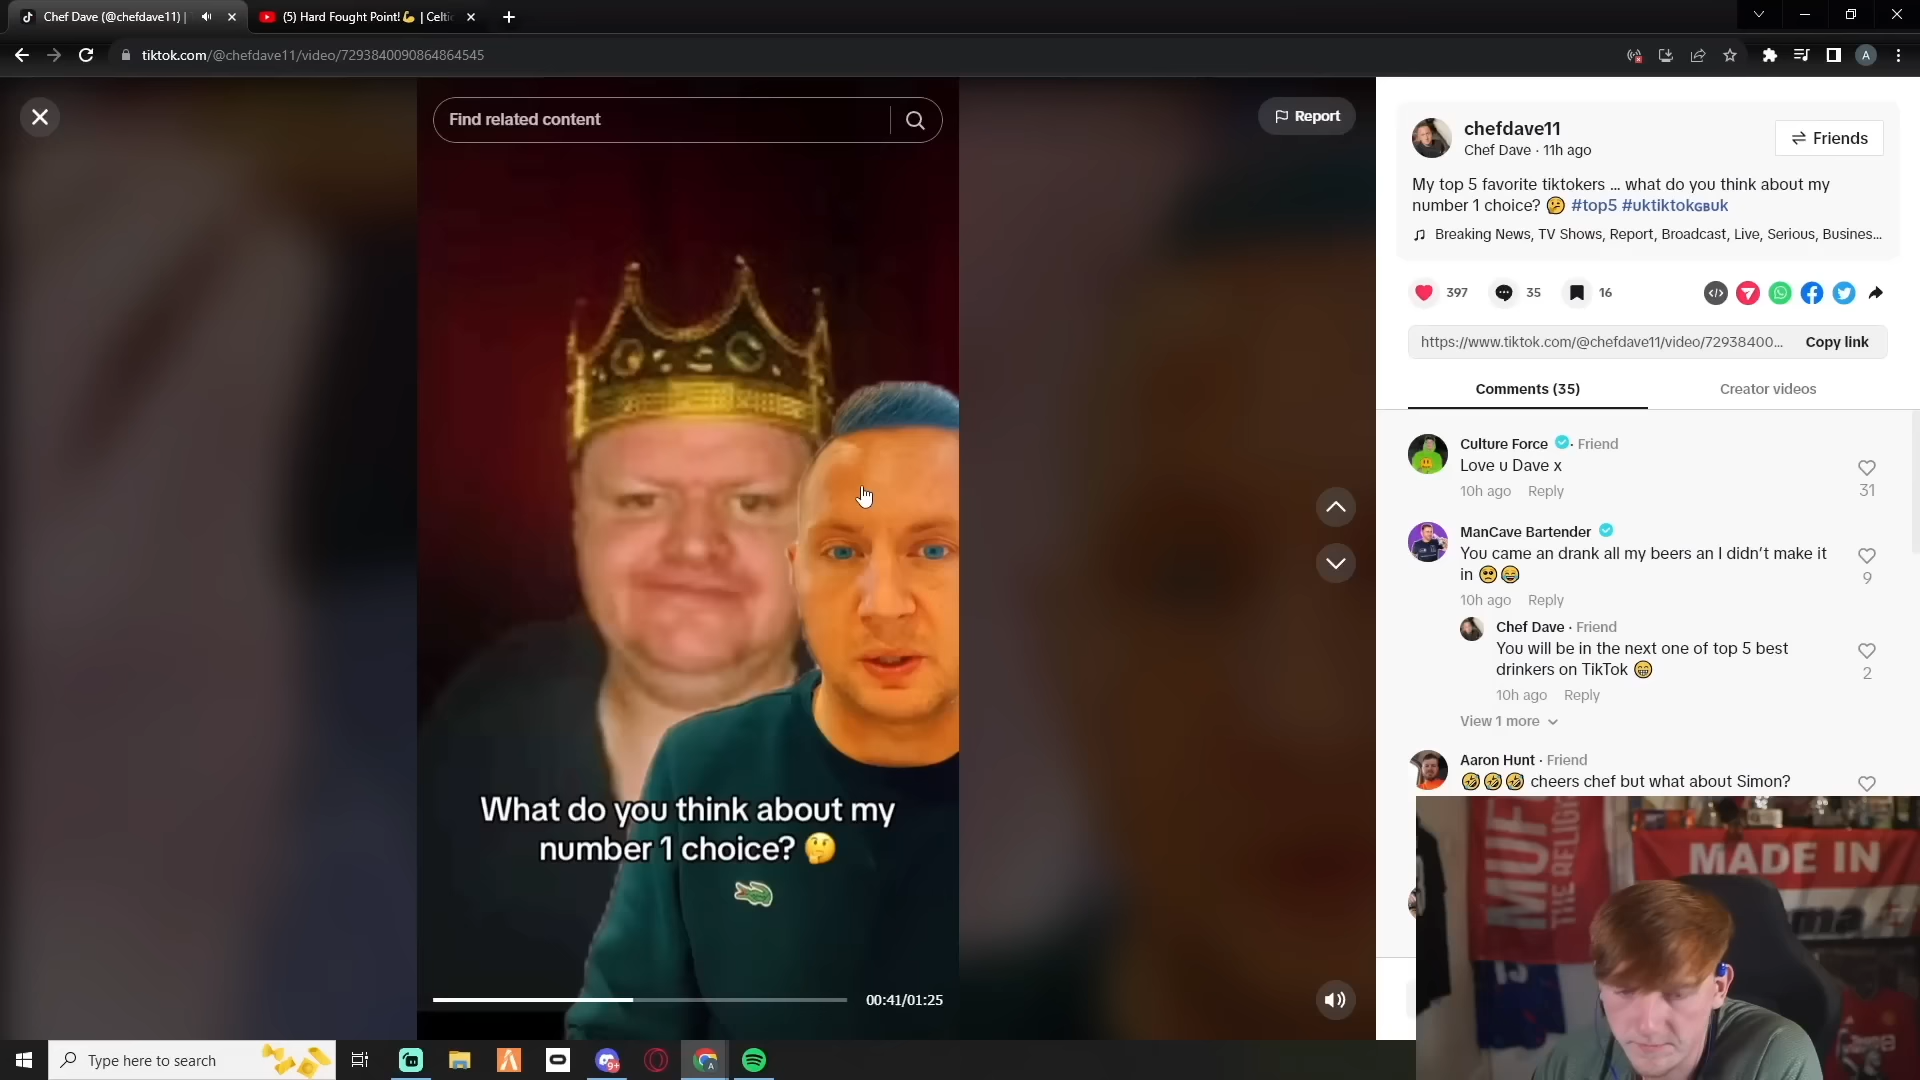 Chef Dave (@chefdave11) |
(5) Hard Fought Point!💪 | Celtic
tiktok.com/@chefdave11/video/7293840090864864545
A
Find related content
Report
What do you think about my
number 1 choice? 🤔
00:41/01:25
chefdave11
Chef Dave · 11h ago
Friends
My top 5 favorite tiktokers ... what do you think about my
number 1 choice? 🤔 #top5 #uktiktokɢʙuk
Breaking News, TV Shows, Report, Broadcast, Live, Serious, Busines...
397
35
16
https://www.tiktok.com/@chefdave11/video/72938400...
Copy link
Comments (35)
Creator videos
Culture Force · Friend
Love u Dave x
10h ago Reply
31
ManCave Bartender
You came an drank all my beers an I didn't make it
in 🥺😂
10h ago Reply
9
Chef Dave · Friend
You will be in the next one of top 5 best
drinkers on TikTok 😁
10h ago Reply
2
View 1 more
Aaron Hunt · Friend
🤣🤣🤣 cheers chef but what about Simon?
MUFC
THE RELIGION
MADE IN
Type here to search
9+
A